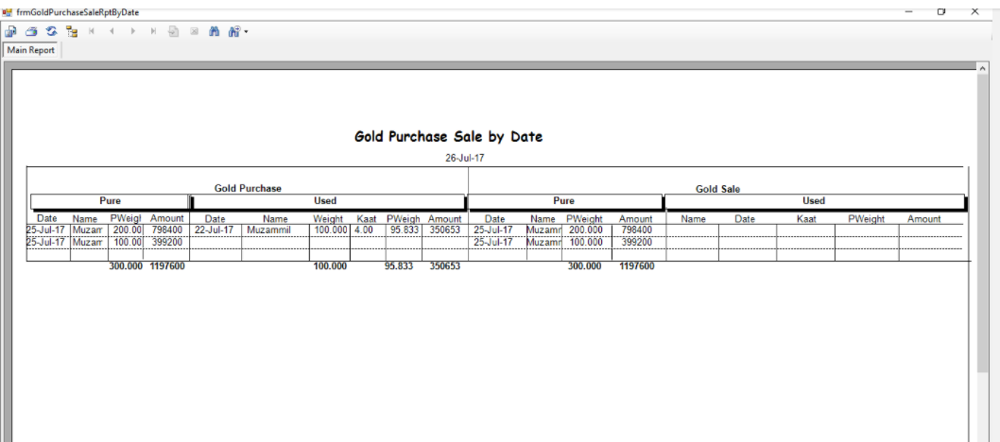 frmGoldPurchaseSaleRptByDate
Main Report
Gold Purchase Sale by Date
26-Jul-17
Gold Purchase Gold Sale
Pure Used Pure Used
Date Name PWeigh Amount Date Name Weight Kaat PWeigh Amount Date Name PWeight Amount Name Date Kaat PWeight Amount
25-Jul-17 Muzam 200.00 798400 22-Jul-17 Muzammil 100.000 4.00 95.833 350653 25-Jul-17 Muzamr 200.000 798400
25-Jul-17 Muzam 100.00 399200 25-Jul-17 Muzamr 100.000 399200
300.000 1197600 100.000 95.833 350653 300.000 1197600